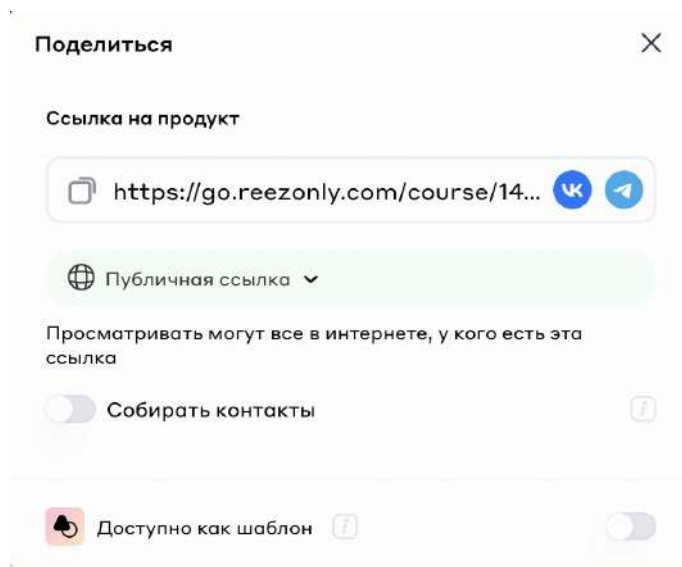 Поделиться
Ссылка на продукт
https://go.reezonly.com/course/14...
Публичная ссылка
Просматривать могут все в интернете, у кого есть эта
ссылка
Собирать контакты
Доступно как шаблон